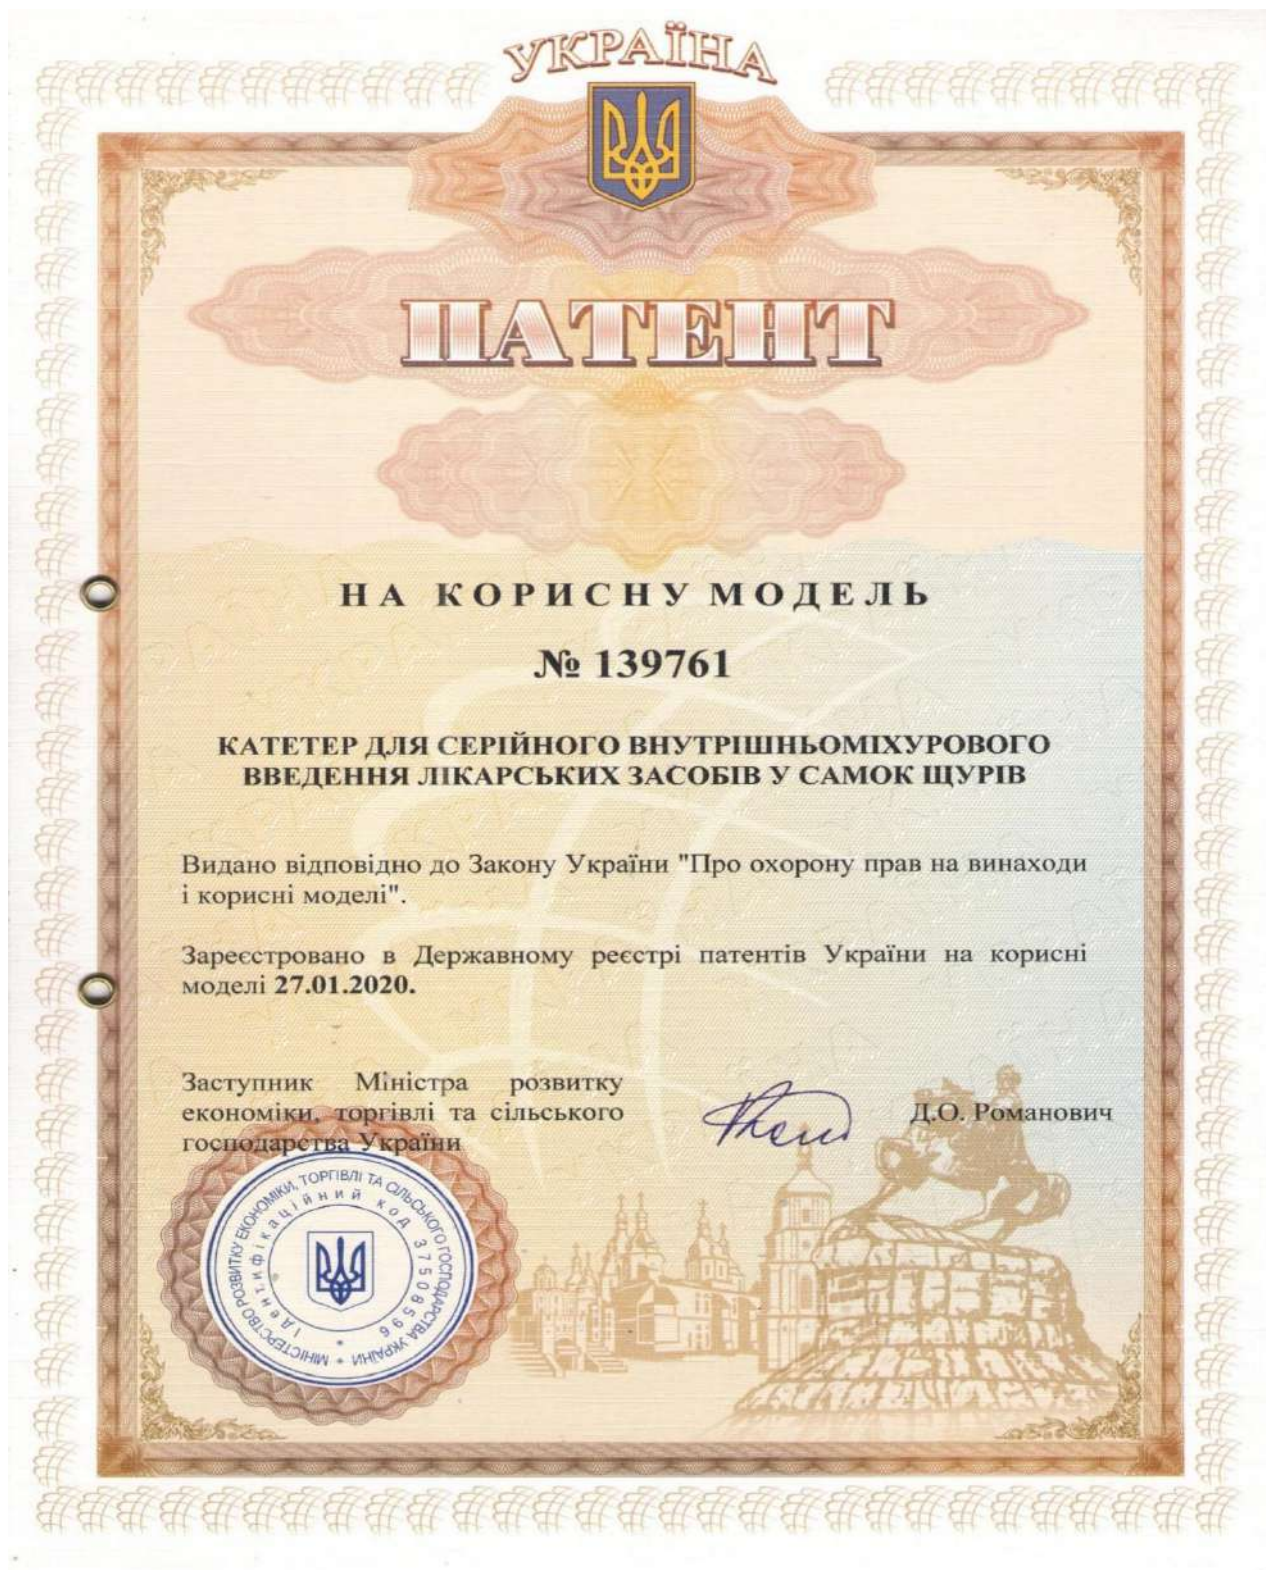 УКРАЇНА
ПАТЕНТ
НА КОРИСНУ МОДЕЛЬ
№ 139761
КАТЕТЕР ДЛЯ СЕРІЙНОГО ВНУТРІШНЬОМІХУРОВОГО
ВВЕДЕННЯ ЛІКАРСЬКИХ ЗАСОБІВ У САМОК ЩУРІВ
Видано відповідно до Закону України "Про охорону прав на винаходи
і корисні моделі".
Зареєстровано в Державному реєстрі патентів України на корисні
моделі 27.01.2020.
Заступник Міністра розвитку
економіки, торгівлі та сільського
господарства України
Д.О. Романович
МІНІСТЕРСТВО РОЗВИТКУ ЕКОНОМІКИ, ТОРГІВЛІ ТА СІЛЬСЬКОГО ГОСПОДАРСТВА УКРАЇНИ *
Ідентифікаційний код 37508596 *